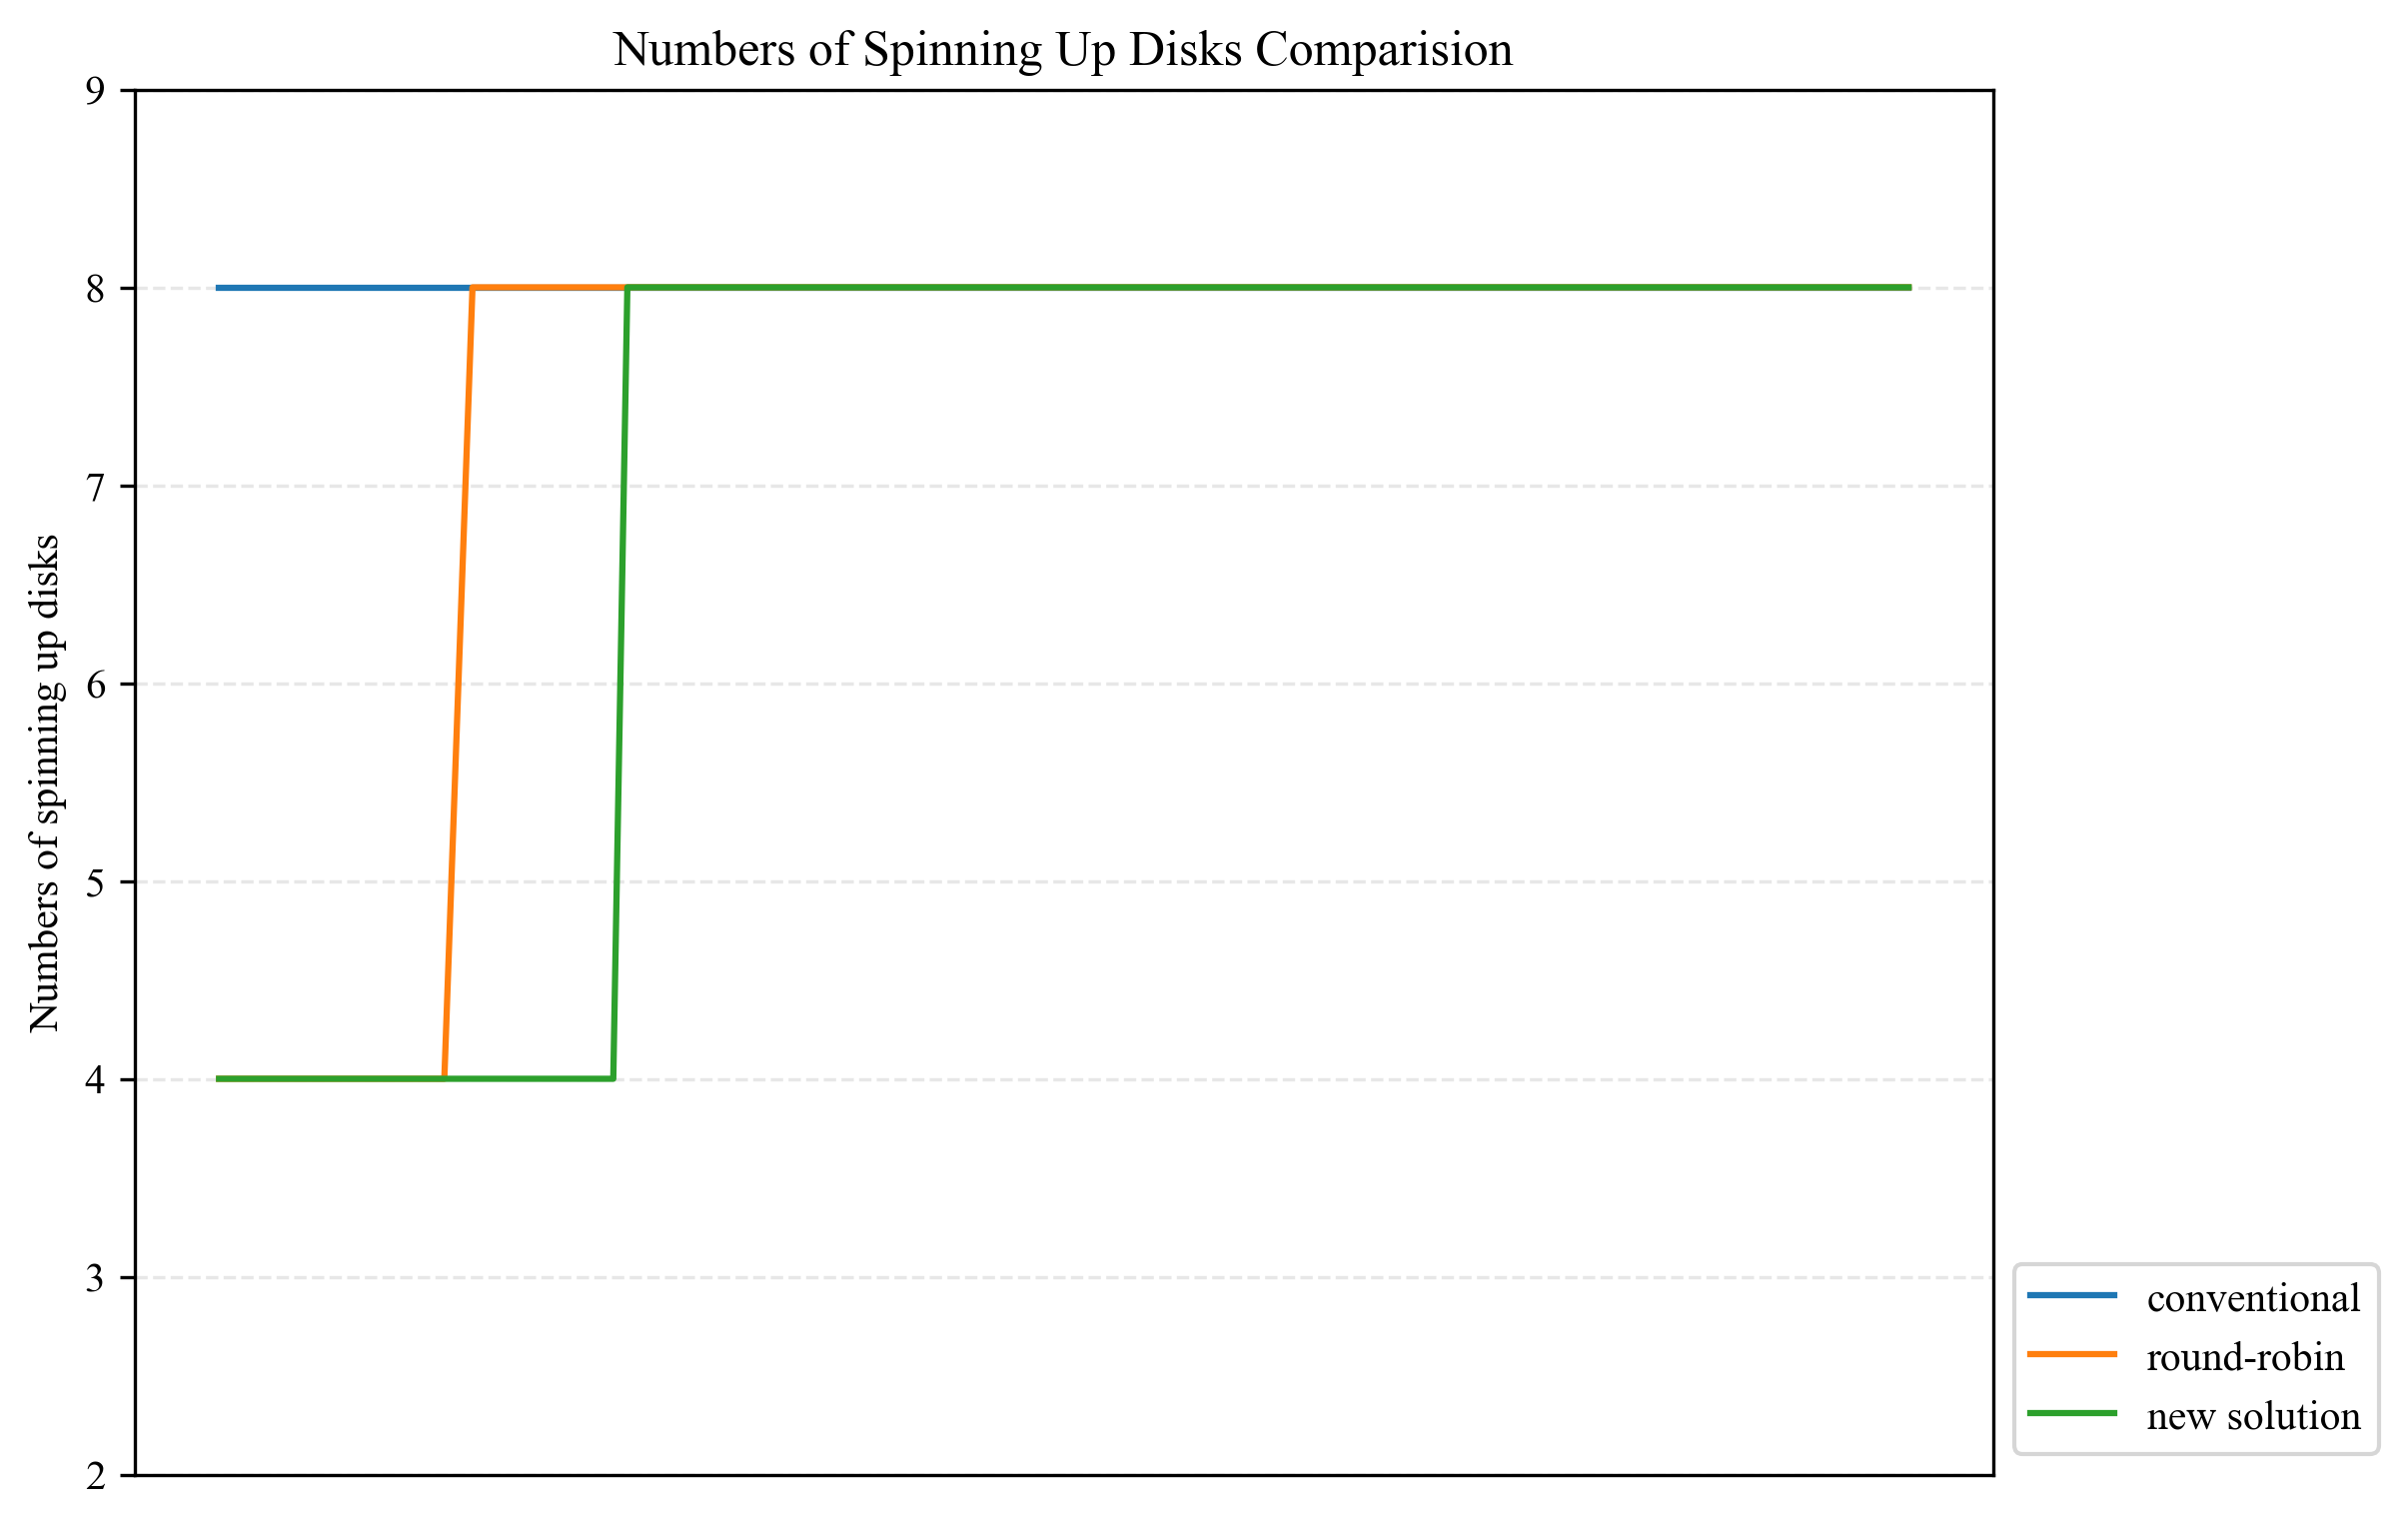 Numbers of Spinning Up Disks Comparision
9
8
7
6
5
4
3
2
Numbers of spinning up disks
conventional
round-robin
new solution